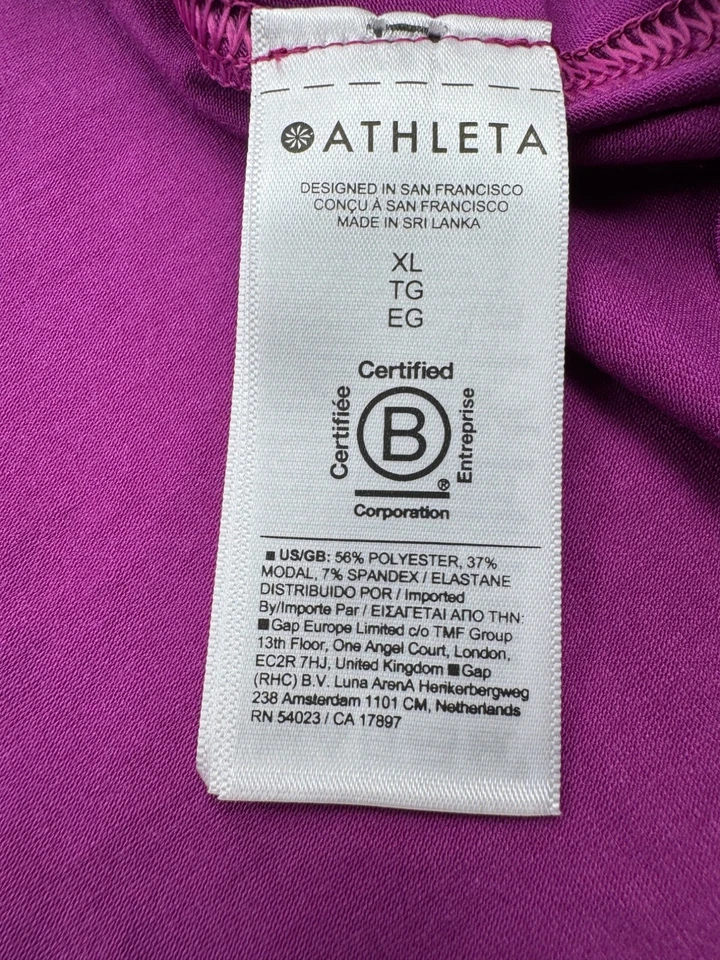 ATHLETA
DESIGNED IN SAN FRANCISCO
CONÇU À SAN FRANCISCO
MADE IN SRI LANKA
XL
TG
EG
Certified
Certifiée
B
Entreprise
®
Corporation
■ US/GB: 56% POLYESTER, 37%
MODAL, 7% SPANDEX / ELASTANE
DISTRIBUIDO POR / Imported
By/Importe Par / ΕΙΣΑΓΕΤΑΙ ΑΠΟ ΤΗΝ:
■ Gap Europe Limited c/o TMF Group
13th Floor, One Angel Court, London,
EC2R 7HJ, United Kingdom ■ Gap
(RHC) B.V. Luna ArenA Herikerbergweg
238 Amsterdam 1101 CM, Netherlands
RN 54023 / CA 17897